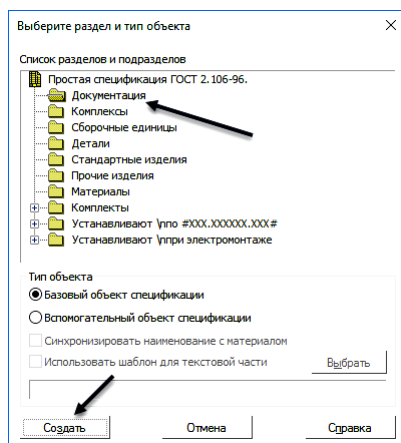 Выберите раздел и тип объекта
Список разделов и подразделов
Простая спецификация ГОСТ 2.106-96.
Документация
Комплексы
Сборочные единицы
Детали
Стандартные изделия
Прочие изделия
Материалы
Комплекты
Устанавливают \nпо #XXX.XXXXXX.XXX#
Устанавливают \nпри электромонтаже
Тип объекта
Базовый объект спецификации
Вспомогательный объект спецификации
Синхронизировать наименование с материалом
Использовать шаблон для текстовой части
Выбрать
Создать
Отмена
Справка